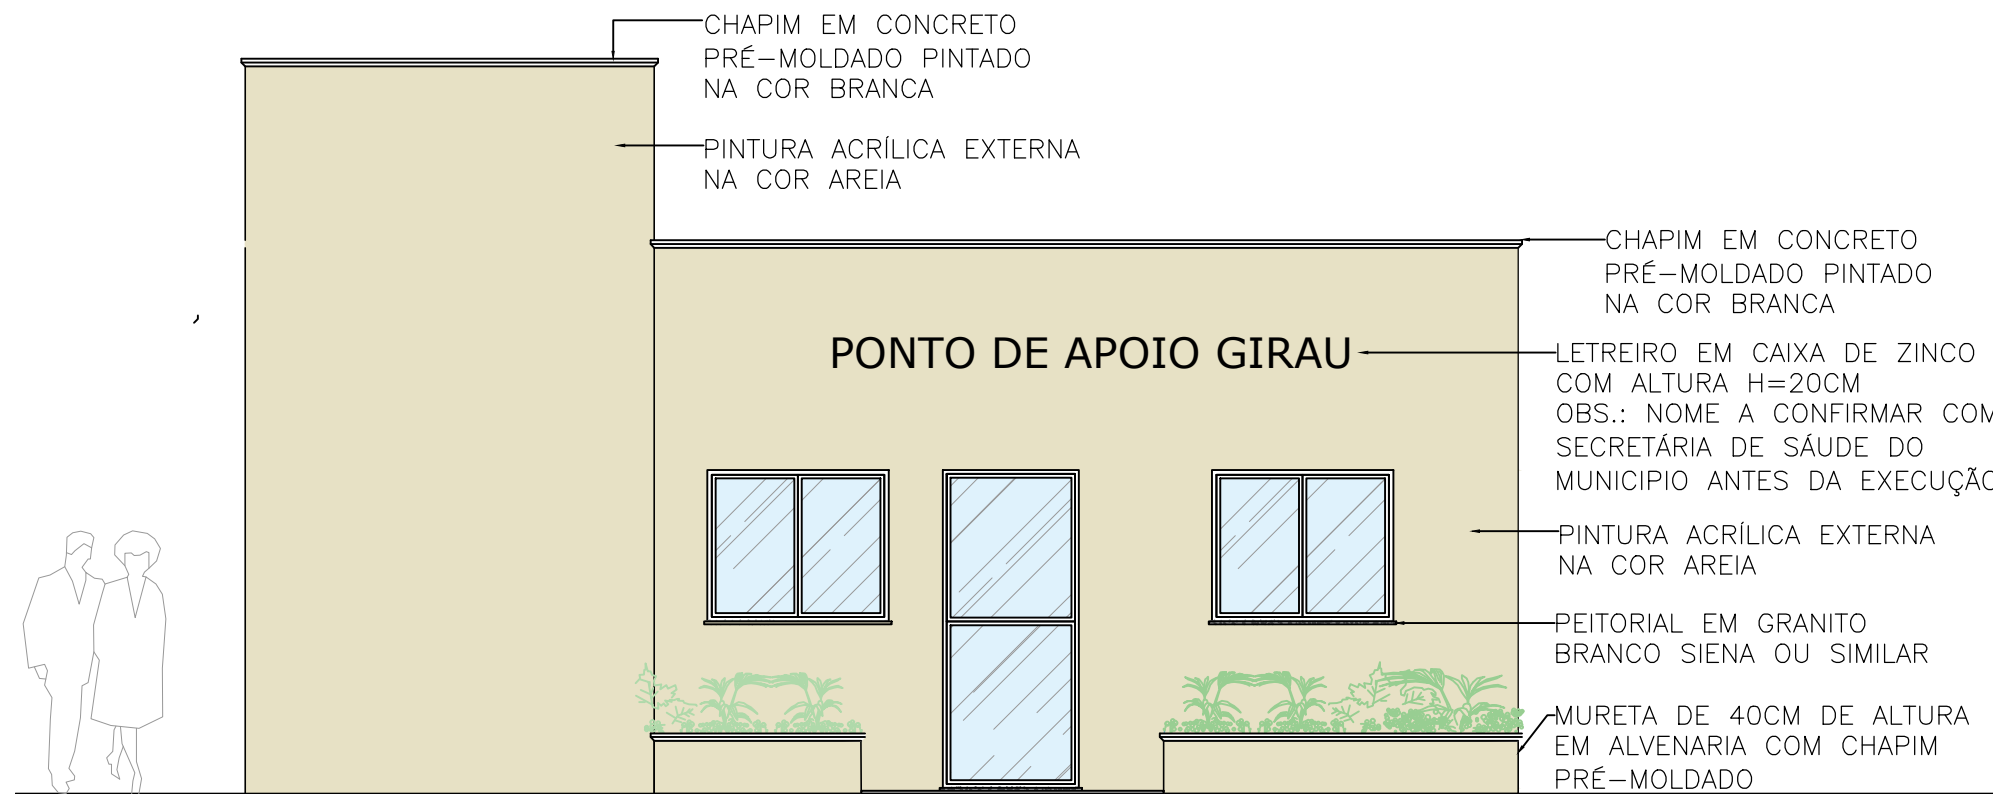 CHAPIM EM CONCRETO
PRÉ-MOLDADO PINTADO
NA COR BRANCA
PINTURA ACRÍLICA EXTERNA
NA COR AREIA
CHAPIM EM CONCRETO
PRÉ-MOLDADO PINTADO
NA COR BRANCA
PONTO DE APOIO GIRAU
LETREIRO EM CAIXA DE ZINCO
COM ALTURA H=20CM
OBS.: NOME A CONFIRMAR COM
SECRETÁRIA DE SÁUDE DO
MUNICIPIO ANTES DA EXECUÇÃO
PINTURA ACRÍLICA EXTERNA
NA COR AREIA
PEITORIAL EM GRANITO
BRANCO SIENA OU SIMILAR
MURETA DE 40CM DE ALTURA
EM ALVENARIA COM CHAPIM
PRÉ-MOLDADO